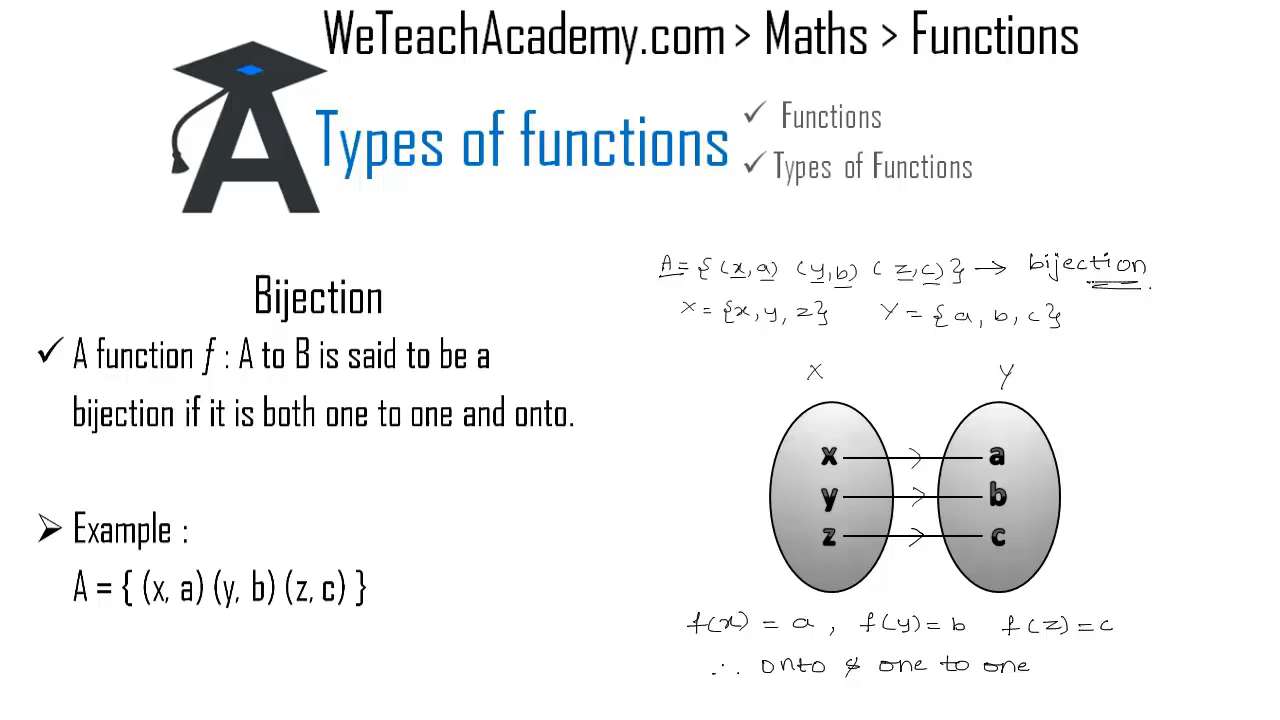 WeTeachAcademy.com > Maths > Functions
A
Types of functions
✓ Functions
✓ Types of Functions
Bijection
✓ A function ƒ : A to B is said to be a
bijection if it is both one to one and onto.
➢ Example :
A = { (x, a) (y, b) (z, c) }
A = { (x, a) (y, b) (z, c) } → bijection.
X = {x, y, z} Y = {a, b, c}
X Y
x a
y b
z c
f(x) = a, f(y) = b f(z) = c
∴ onto & one to one